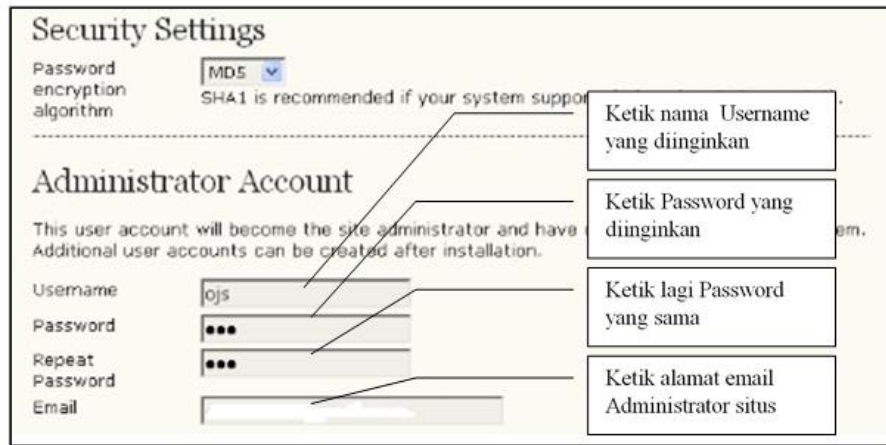 Security Settings
Password encryption algorithm
MD5
SHA1 is recommended if your system
Administrator Account
This user account will become the site administrator and have
Additional user accounts can be created after installation.
Username
ojs
Password
Repeat Password
Email
Ketik nama Username
yang diinginkan
Ketik Password yang
diinginkan
Ketik lagi Password
yang sama
Ketik alamat email
Administrator situs